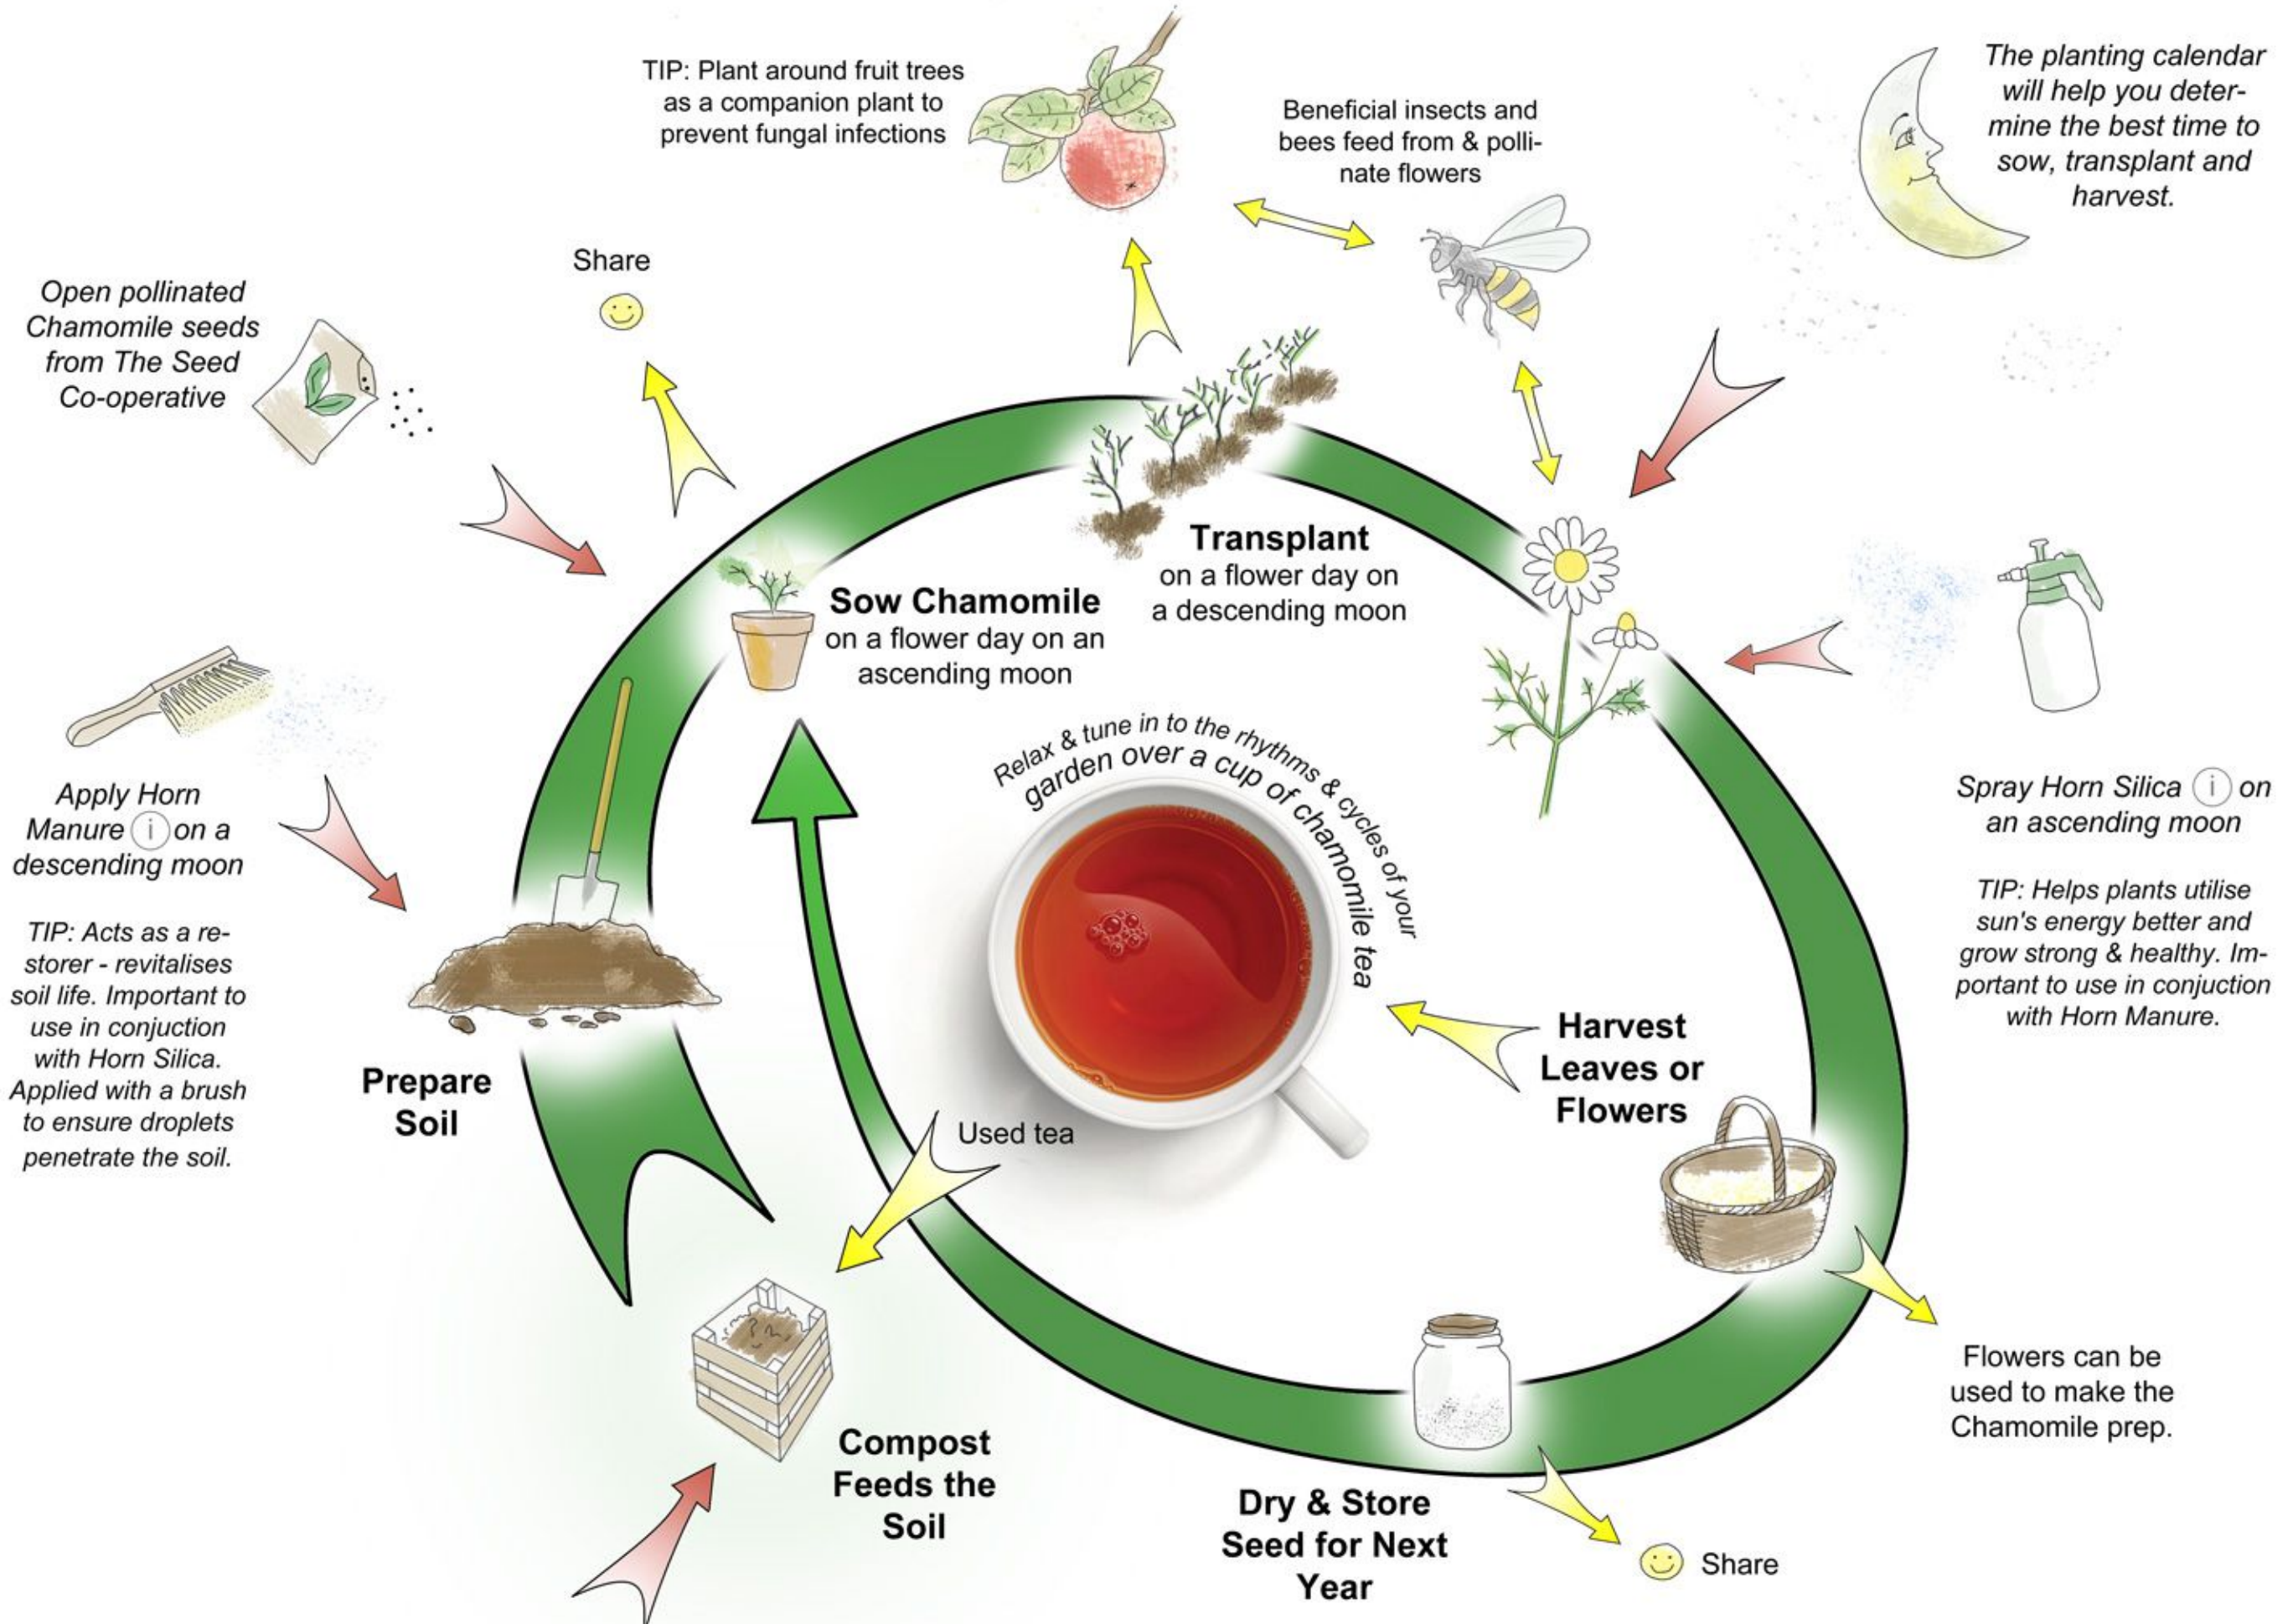 TIP: Plant around fruit trees
as a companion plant to
prevent fungal infections
Beneficial insects and
bees feed from & polli-
nate flowers
The planting calendar
will help you deter-
mine the best time to
sow, transplant and
harvest.
Share
Open pollinated
Chamomile seeds
from The Seed
Co-operative
Transplant
on a flower day on
a descending moon
Sow Chamomile
on a flower day on an
ascending moon
Relax & tune in to the rhythms & cycles of your
garden over a cup of chamomile tea
Apply Horn
Manure i on a
descending moon
TIP: Acts as a re-
storer - revitalises
soil life. Important to
use in conjuction
with Horn Silica.
Applied with a brush
to ensure droplets
penetrate the soil.
Spray Horn Silica i on
an ascending moon
TIP: Helps plants utilise
sun's energy better and
grow strong & healthy. Im-
portant to use in conjuction
with Horn Manure.
Prepare
Soil
Harvest
Leaves or
Flowers
Used tea
Flowers can be
used to make the
Chamomile prep.
Compost
Feeds the
Soil
Dry & Store
Seed for Next
Year
Share